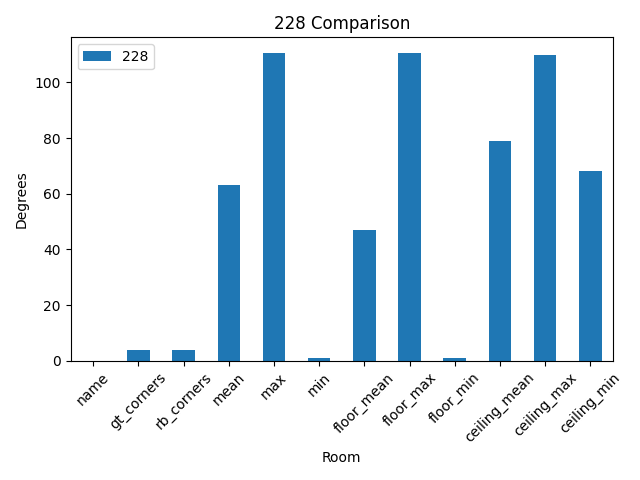 228 Comparison
228
Degrees
100
80
60
40
20
0
name
gt_corners
rb_corners
mean
max
min
floor_mean
floor_max
floor_min
ceiling_mean
ceiling_max
ceiling_min
Room